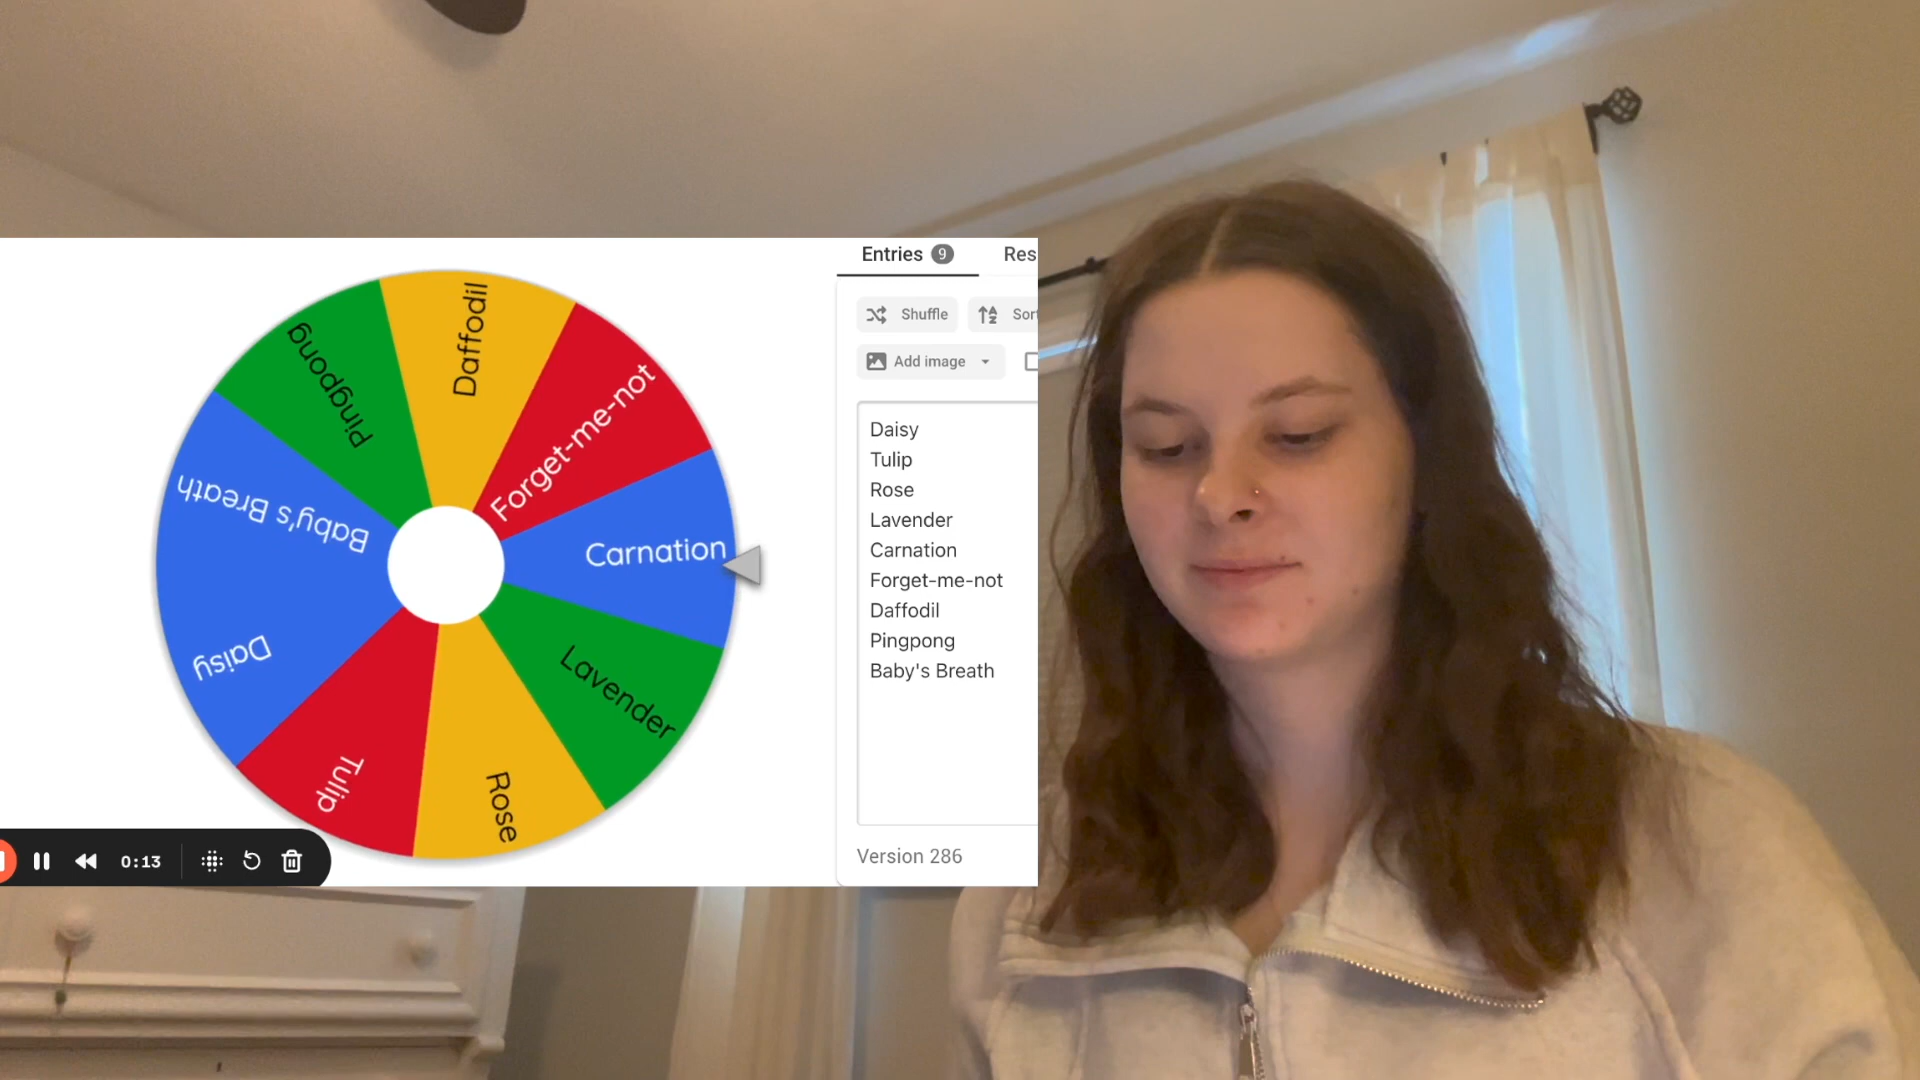 Entries 9
Res
Shuffle
Sort
Add image
Daisy
Tulip
Rose
Lavender
Carnation
Forget-me-not
Daffodil
Pingpong
Baby's Breath
Version 286
Daffodil
Forget-me-not
Carnation
Lavender
Rose
Tulip
Daisy
Baby's Breath
Pingpong
0:13